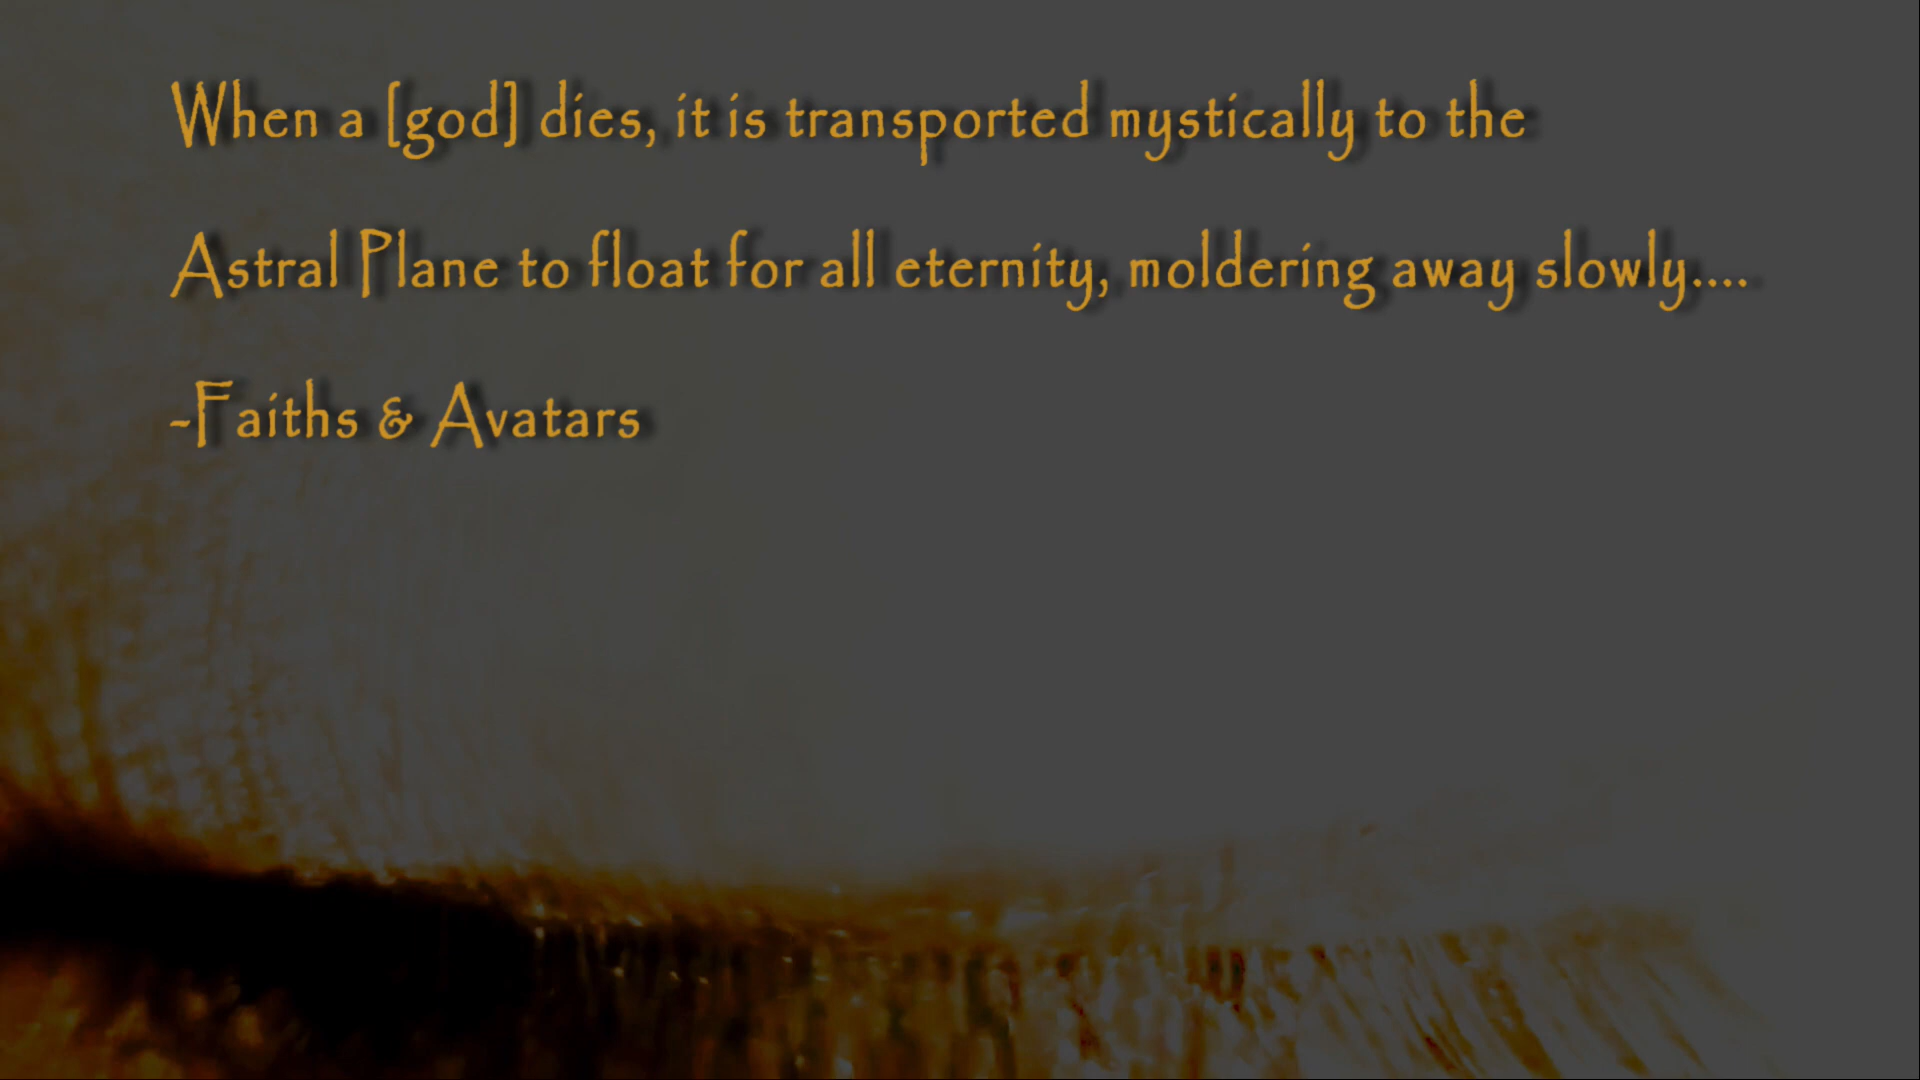 When a [god] dies, it is transported mystically to the
Astral Plane to float for all eternity, moldering away slowly....
-Faiths & Avatars